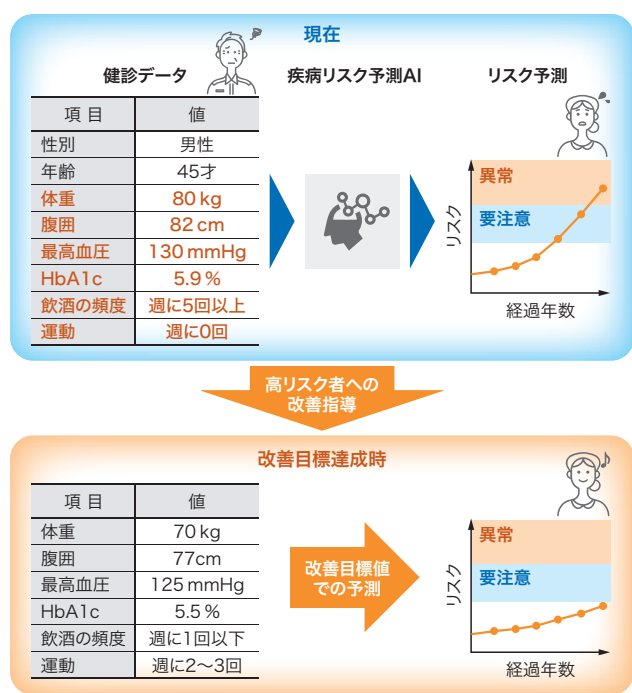 現在
健診データ
疾病リスク予測AI
リスク予測
項目 値
性別 男性
年齢 45才
体重 80kg
腹囲 82cm
最高血圧 130mmHg
HbA1c 5.9%
飲酒の頻度 週に5回以上
運動 週に0回
異常
要注意
リスク
経過年数
高リスク者への
改善指導
改善目標達成時
項目 値
体重 70kg
腹囲 77cm
最高血圧 125mmHg
HbA1c 5.5%
飲酒の頻度 週に1回以下
運動 週に2〜3回
改善目標値
での予測
異常
要注意
リスク
経過年数